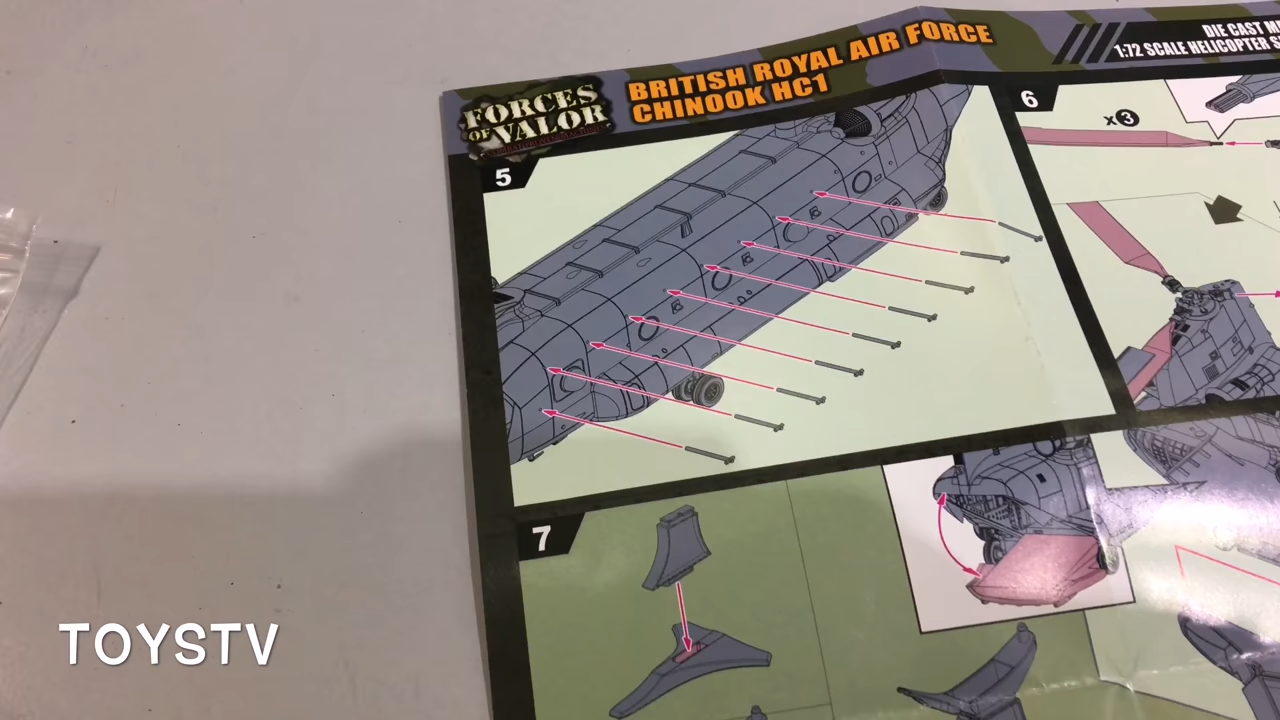 FORCES
OF VALOR
BRITISH ROYAL AIR FORCE
CHINOOK HC1
DIE CAST
1:72 SCALE HELICOPTER
5
6
x3
7
TOYSTV